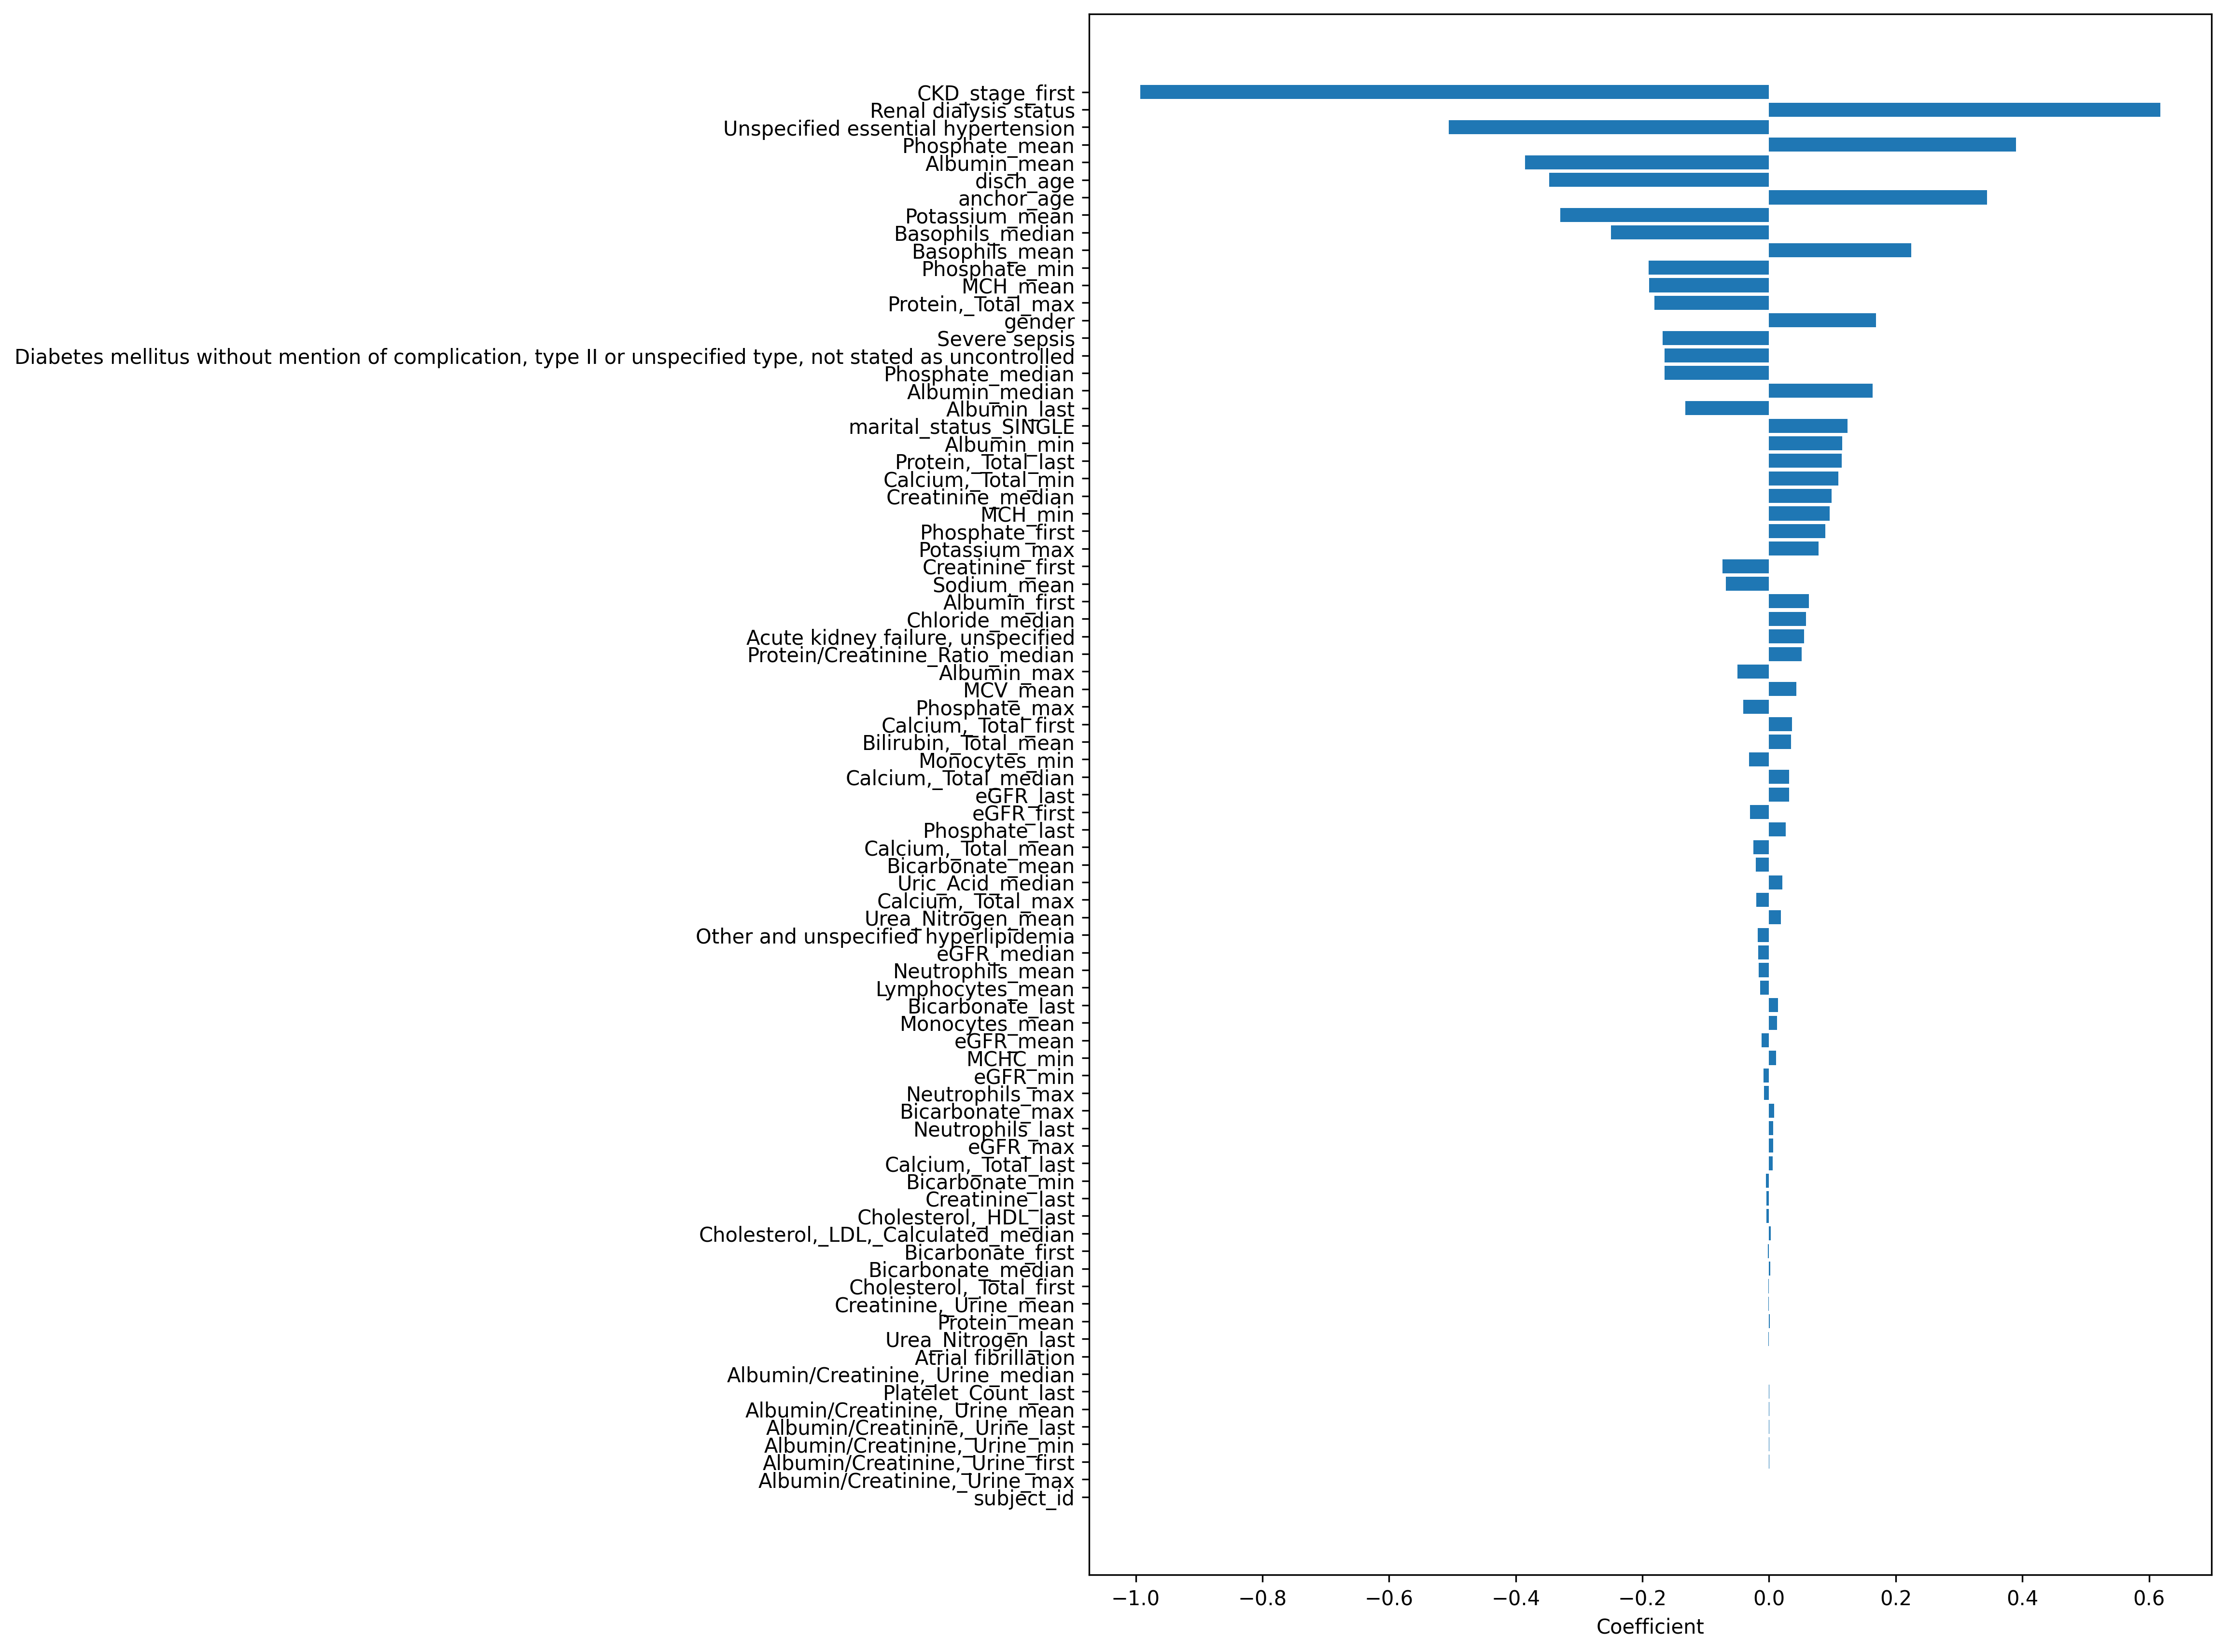 CKD_stage_first
Renal dialysis status
Unspecified essential hypertension
Phosphate_mean
Albumin_mean
disch_age
anchor_age
Potassium_mean
Basophils_median
Basophils_mean
Phosphate_min
MCH_mean
Protein,_Total_max
gender
Severe sepsis
Diabetes mellitus without mention of complication, type II or unspecified type, not stated as uncontrolled
Phosphate_median
Albumin_median
Albumin_last
marital_status_SINGLE
Albumin_min
Protein,_Total_last
Calcium,_Total_min
Creatinine_median
MCH_min
Phosphate_first
Potassium_max
Creatinine_first
Sodium_mean
Albumin_first
Chloride_median
Acute kidney failure, unspecified
Protein/Creatinine_Ratio_median
Albumin_max
MCV_mean
Phosphate_max
Calcium,_Total_first
Bilirubin,_Total_mean
Monocytes_min
Calcium,_Total_median
eGFR_last
eGFR_first
Phosphate_last
Calcium,_Total_mean
Bicarbonate_mean
Uric_Acid_median
Calcium,_Total_max
Urea_Nitrogen_mean
Other and unspecified hyperlipidemia
eGFR_median
Neutrophils_mean
Lymphocytes_mean
Bicarbonate_last
Monocytes_mean
eGFR_mean
MCHC_min
eGFR_min
Neutrophils_max
Bicarbonate_max
Neutrophils_last
eGFR_max
Calcium,_Total_last
Bicarbonate_min
Creatinine_last
Cholesterol,_HDL_last
Cholesterol,_LDL,_Calculated_median
Bicarbonate_first
Bicarbonate_median
Cholesterol,_Total_first
Creatinine,_Urine_mean
Protein_mean
Urea_Nitrogen_last
Atrial fibrillation
Albumin/Creatinine,_Urine_median
Platelet_Count_last
Albumin/Creatinine,_Urine_mean
Albumin/Creatinine,_Urine_last
Albumin/Creatinine,_Urine_min
Albumin/Creatinine,_Urine_first
Albumin/Creatinine,_Urine_max
subject_id
−1.0 −0.8 −0.6 −0.4 −0.2 0.0 0.2 0.4 0.6
Coefficient